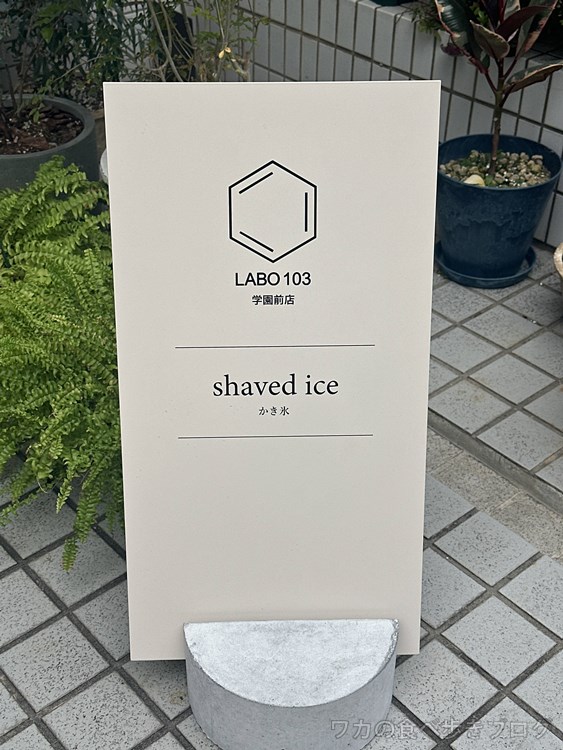 LABO 103
学園前店
shaved ice
かき氷
ワカの食べ歩きブログ